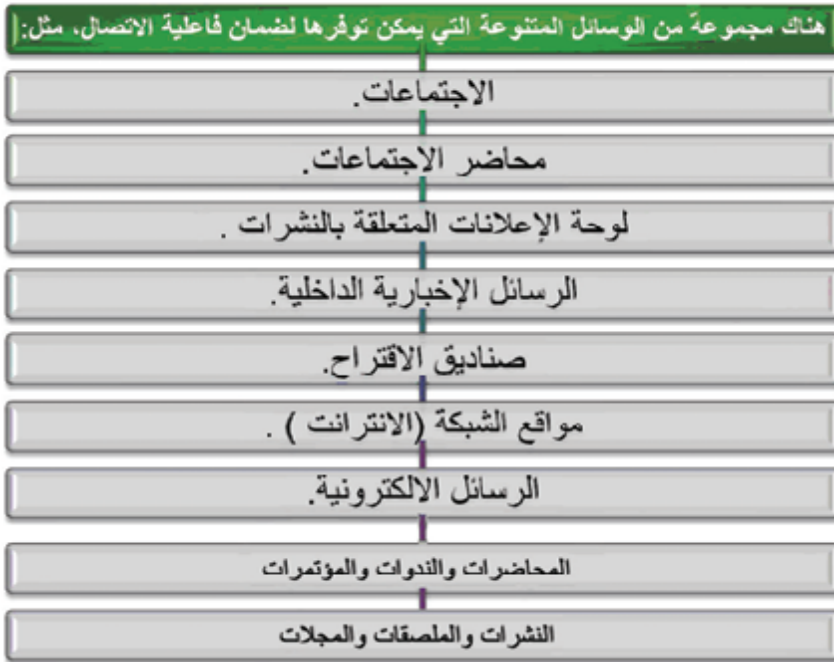 هناك مجموعة من الوسائل المتنوعة التي يمكن توفرها لضمان فاعلية الاتصال، مثل:
الاجتماعات.
محاضر الاجتماعات.
لوحة الإعلانات المتعلقة بالنشرات .
الرسائل الإخبارية الداخلية.
صناديق الاقتراح.
مواقع الشبكة (الانترانت ) .
الرسائل الالكترونية.
المحاضرات والندوات والمؤتمرات
النشرات والملصقات والمجلات